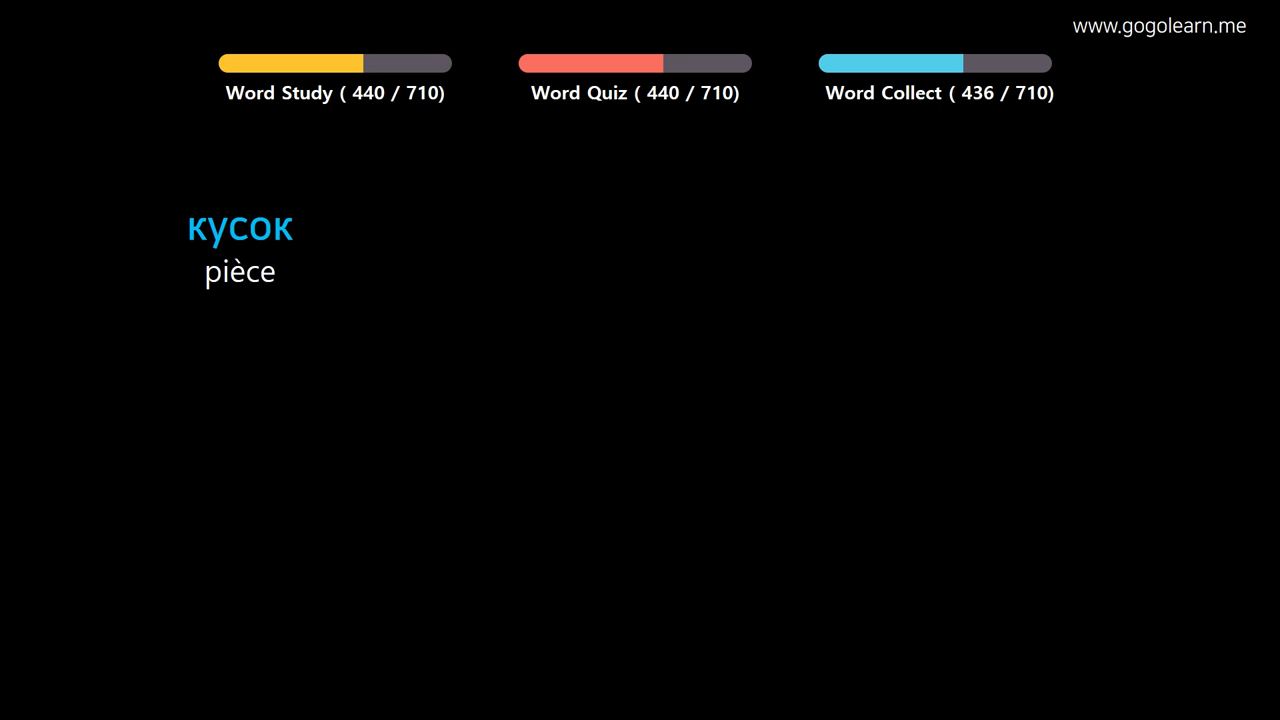 www.gogolearn.me
Word Study ( 440 / 710)
Word Quiz ( 440 / 710)
Word Collect ( 436 / 710)
кусок
pièce